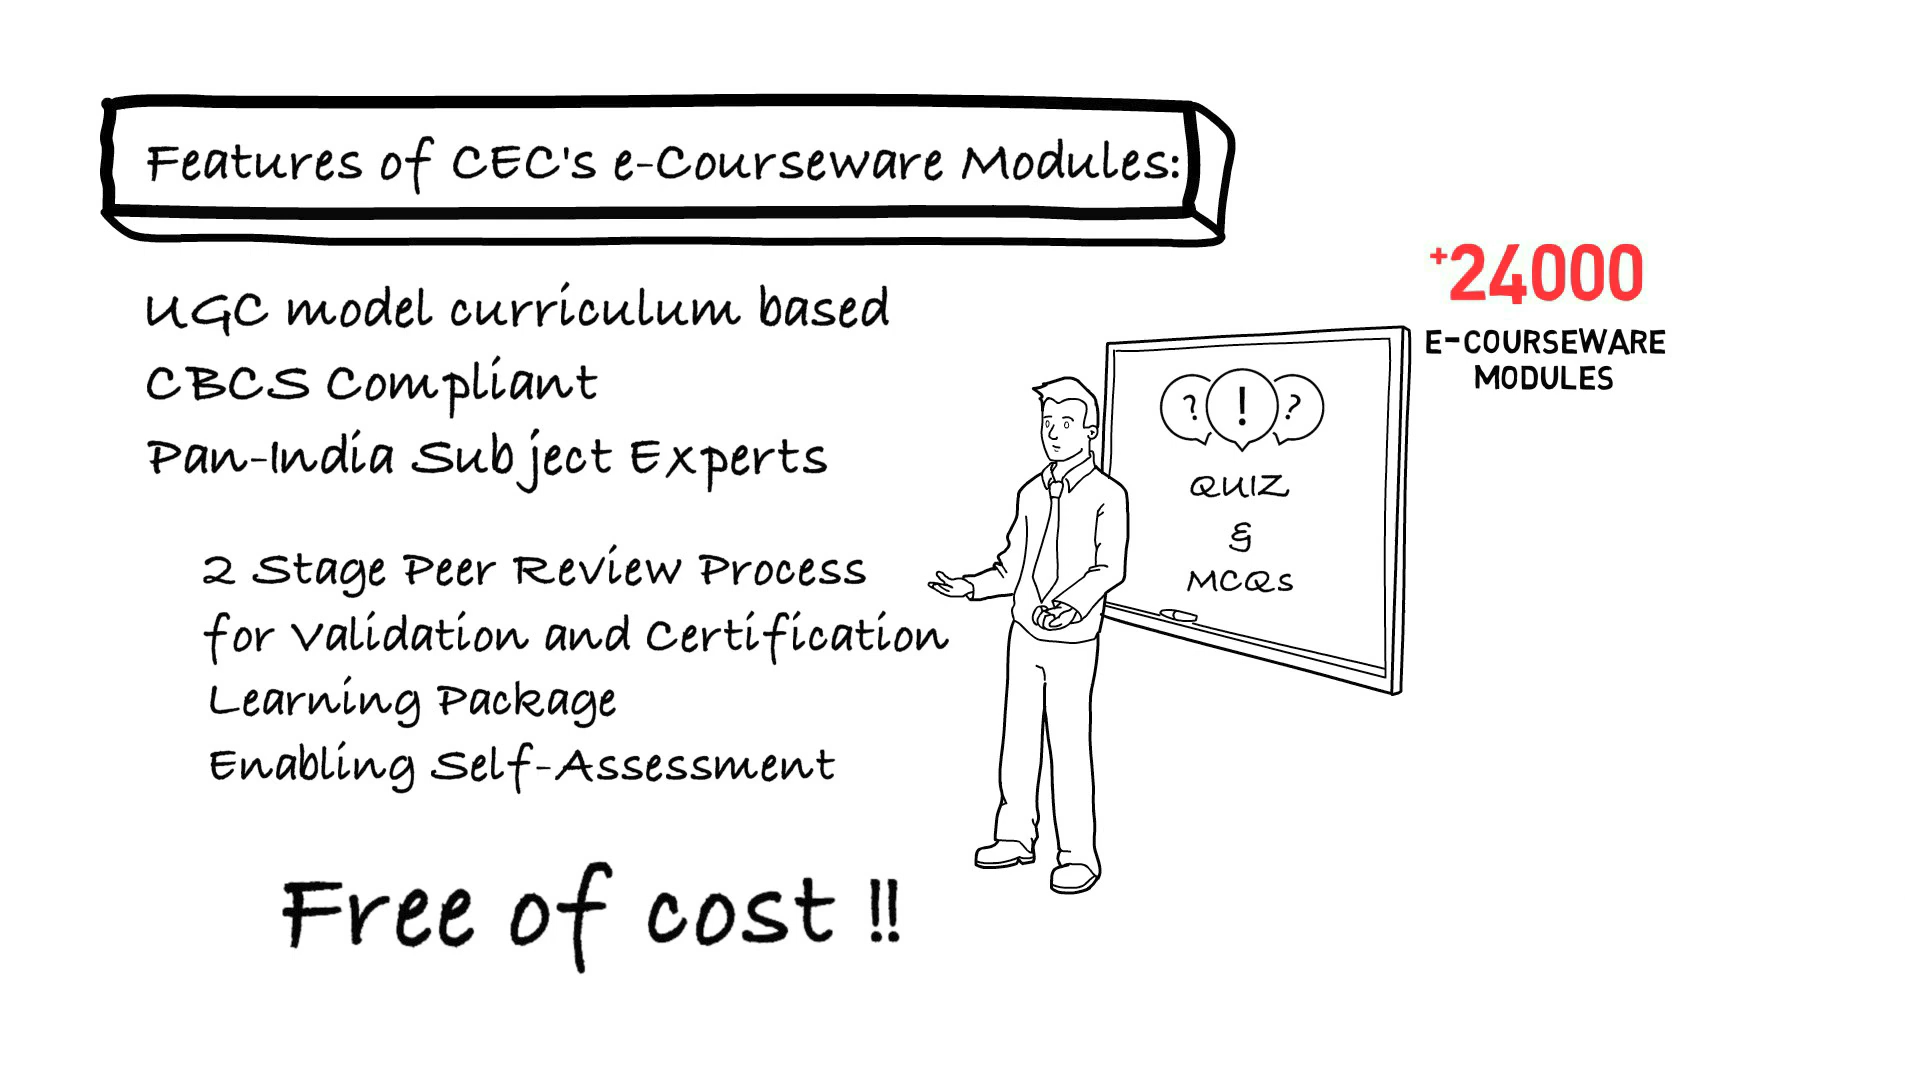 Features of CEC's e-Courseware Modules:
UGC model curriculum based
CBCS Compliant
Pan-India Subject Experts
2 Stage Peer Review Process
for Validation and Certification
Learning Package
Enabling Self-Assessment
Free of cost !!
+24000
E-COURSEWARE
MODULES
? ! ?
QUIZ
&
MCQs